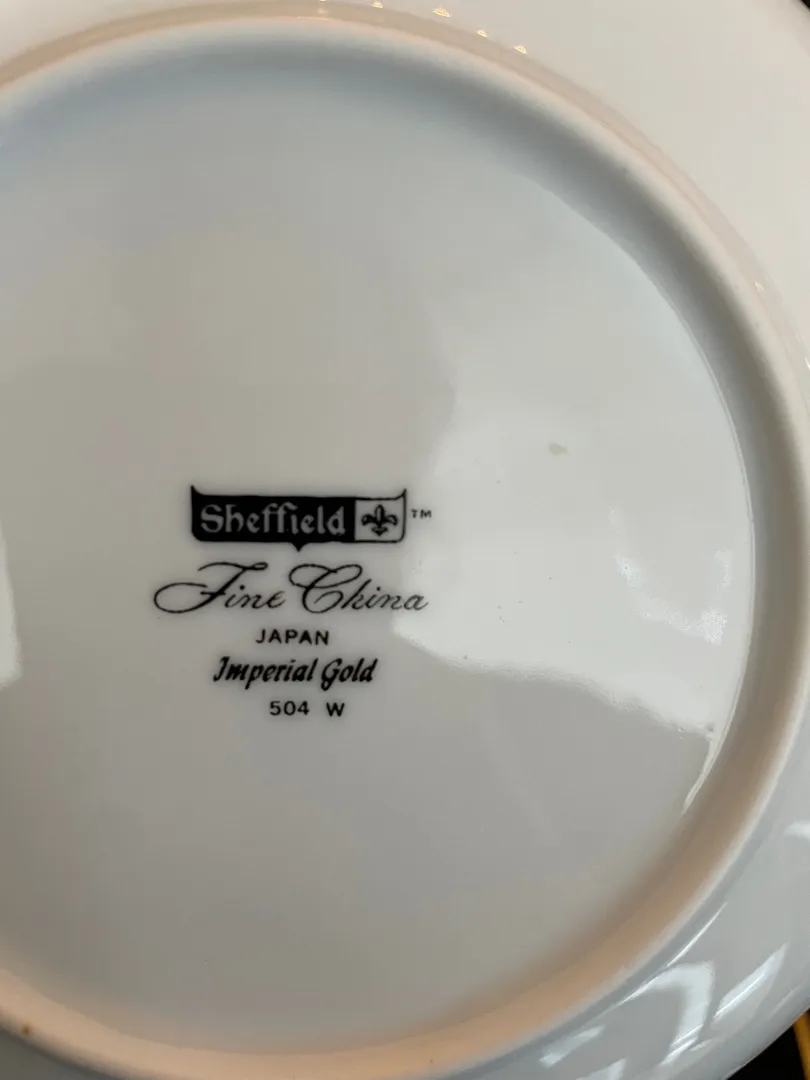 Sheffield ™
Fine China
JAPAN
Imperial Gold
504 W